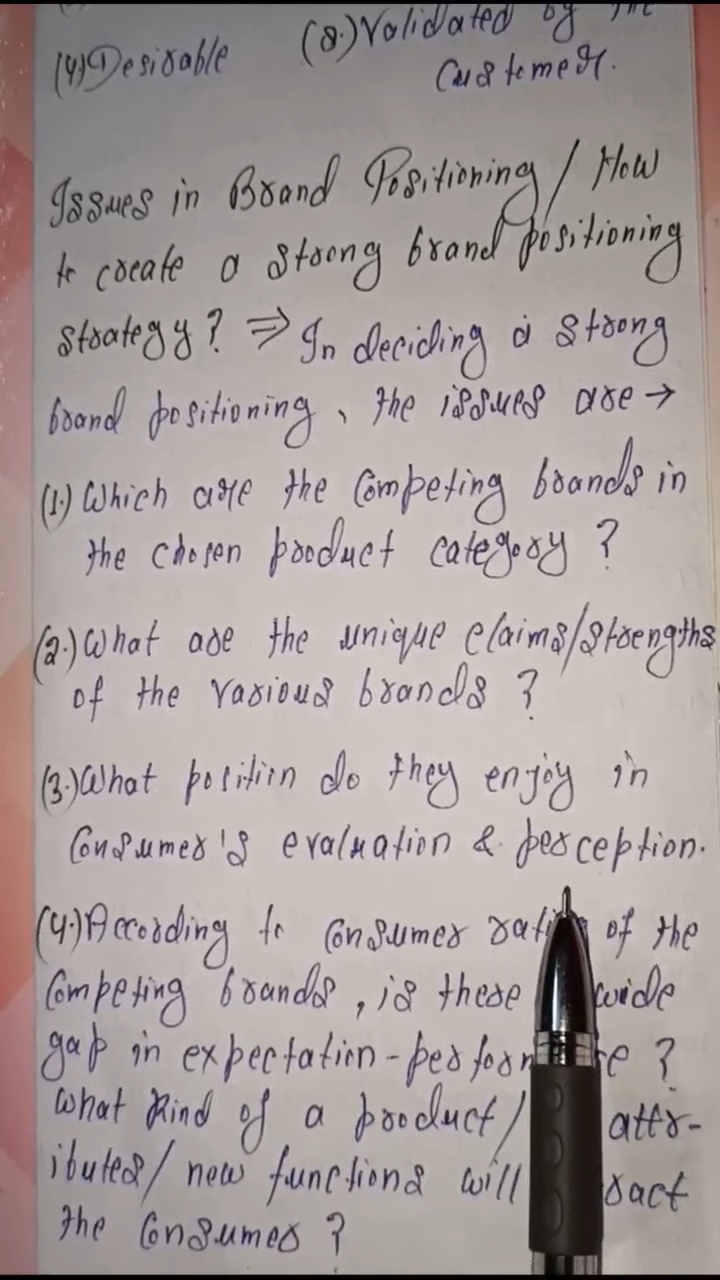 (4) Desirable (8.) Validated by the
Customer.
Issues in Brand Positioning / How
to create a strong brand positioning
strategy? ⇒ In deciding a strong
brand positioning, the issues are →
(1.) Which are the Competing brands in
the chosen product category ?
(2.) What are the unique claims/strengths
of the various brands ?
(3.) What position do they enjoy in
Consumer's evaluation & perception.
(4.) According to Consumer of the
Competing brands, is there wide
gap in expectation -
What kind of a product/ attr-
ibutes/ new functions will
the Consumer ?